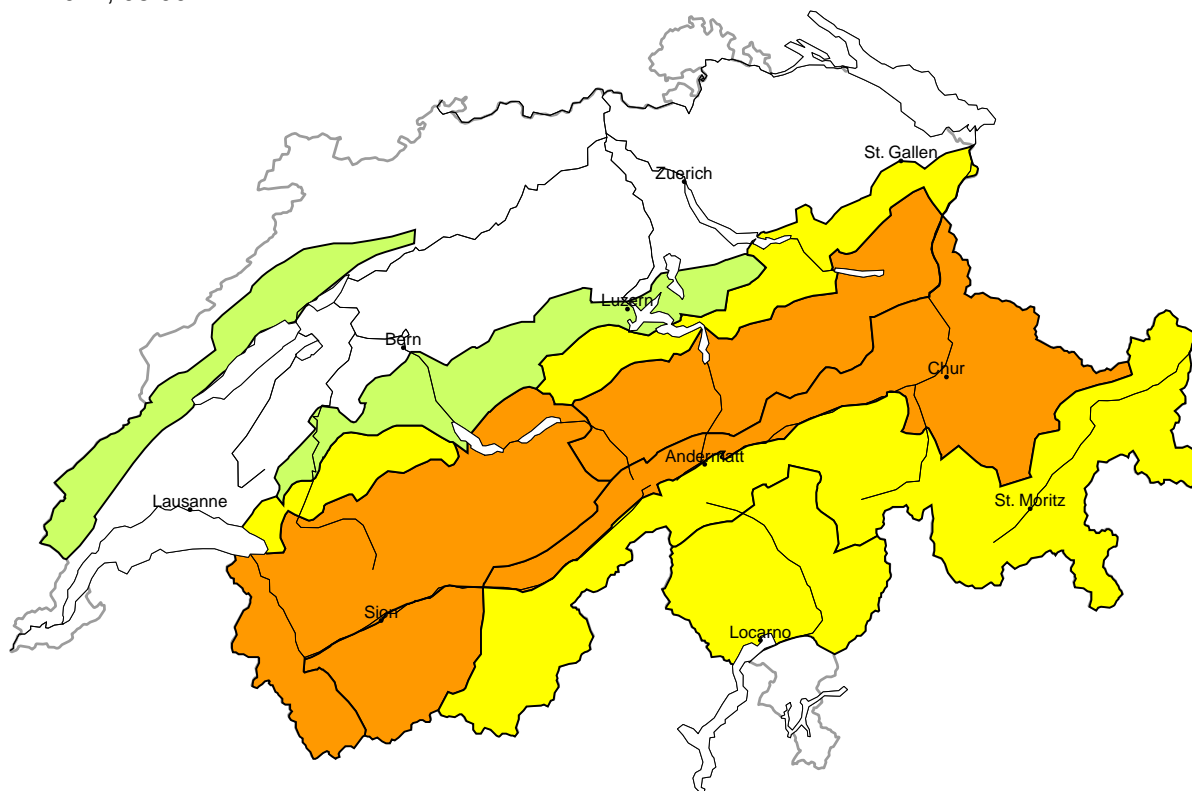 St. Gallen
Zuerich
Luzern
Bern
Chur
Andermatt
Lausanne
St. Moritz
Sion
Locarno